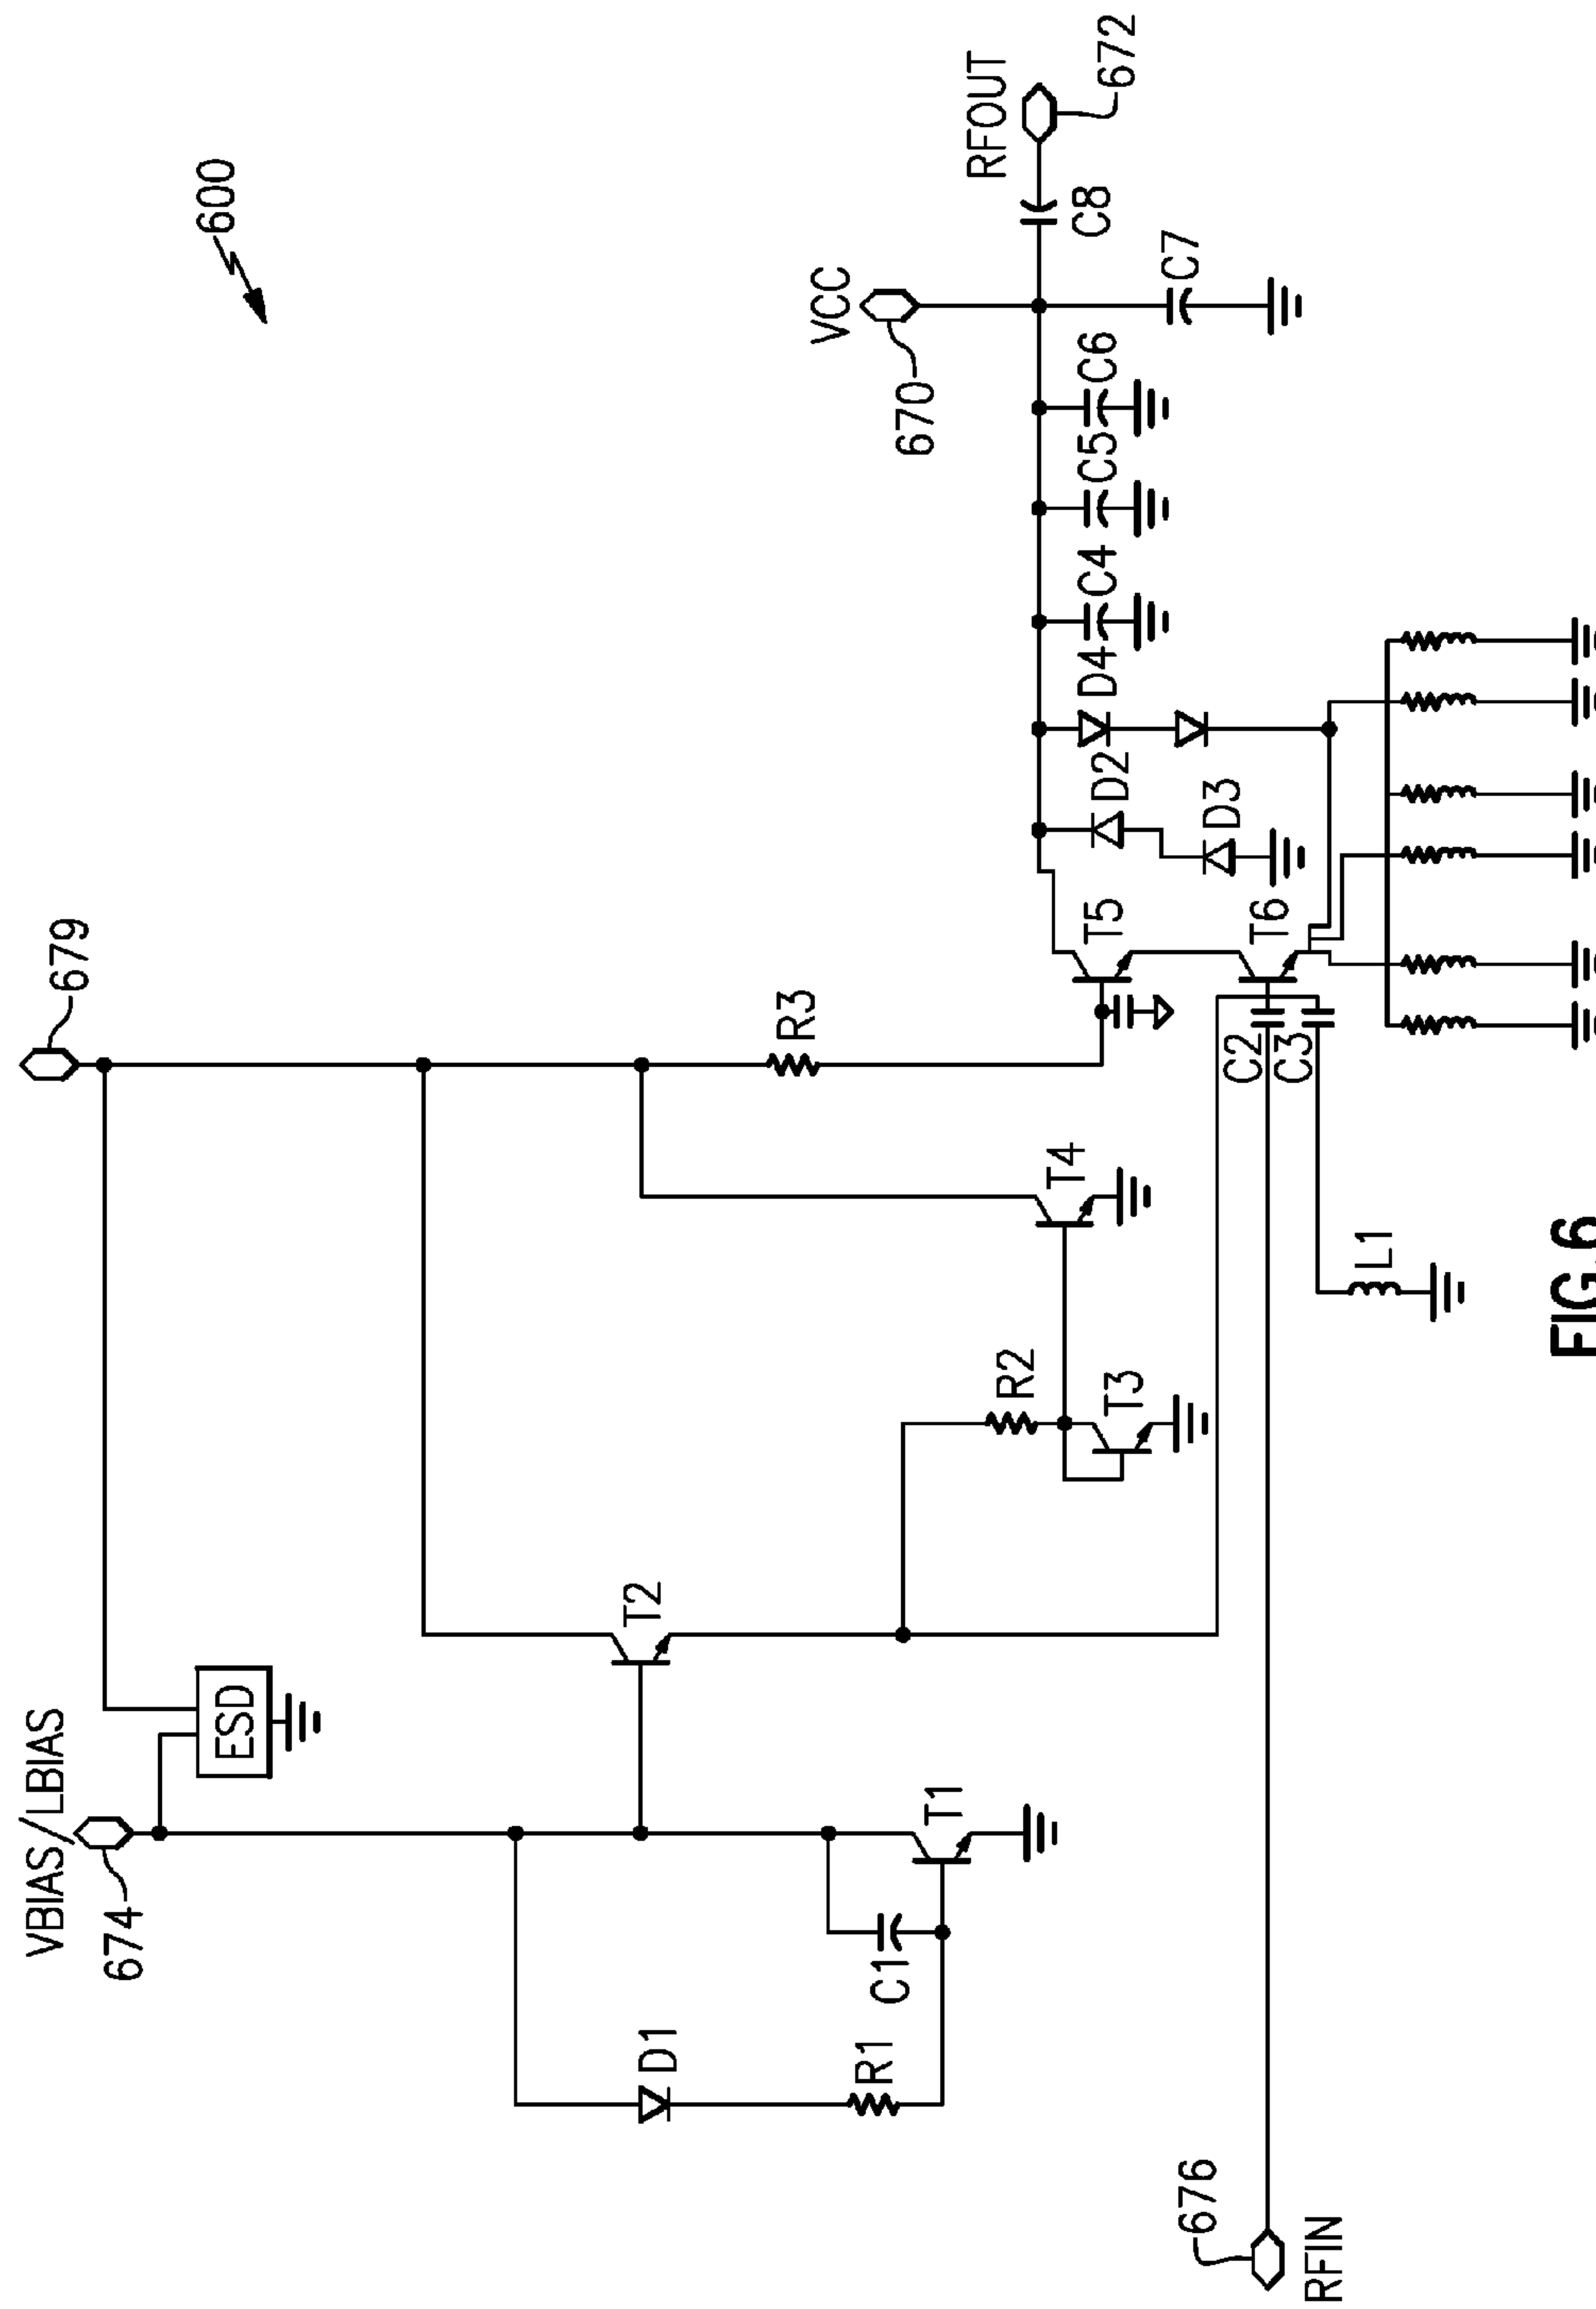 600
679
VBIAS/LBIAS
674
ESD
D1
T2
R3
VCC
670
RFOUT
672
C8
C7
R1
C1
T1
R2
T3
T4
T5
D2
D3
D4
C4
C5
C6
T6
C2
C3
L1
676
RFIN
FIG.6